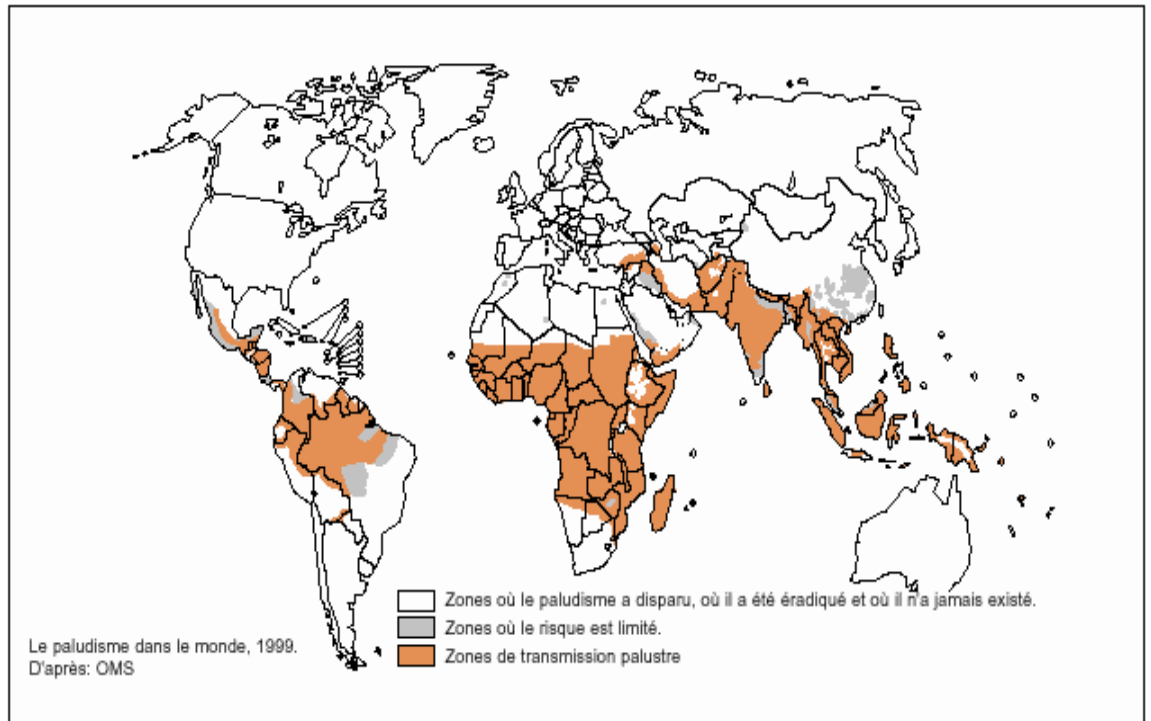 Zones où le paludisme a disparu, où il a été éradiqué et où il n'a jamais existé.
Zones où le risque est limité.
Zones de transmission palustre
Le paludisme dans le monde, 1999.
D'après: OMS